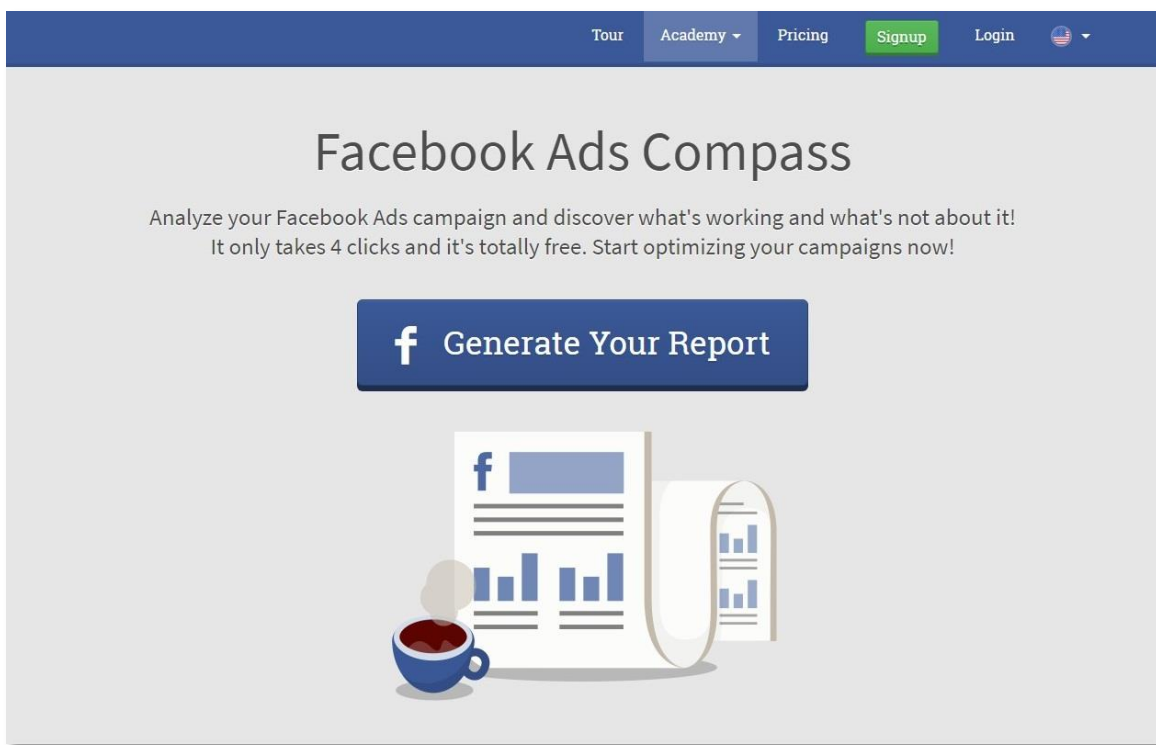 Tour Academy Pricing Signup Login
Facebook Ads Compass
Analyze your Facebook Ads campaign and discover what's working and what's not about it!
It only takes 4 clicks and it's totally free. Start optimizing your campaigns now!
f Generate Your Report
f